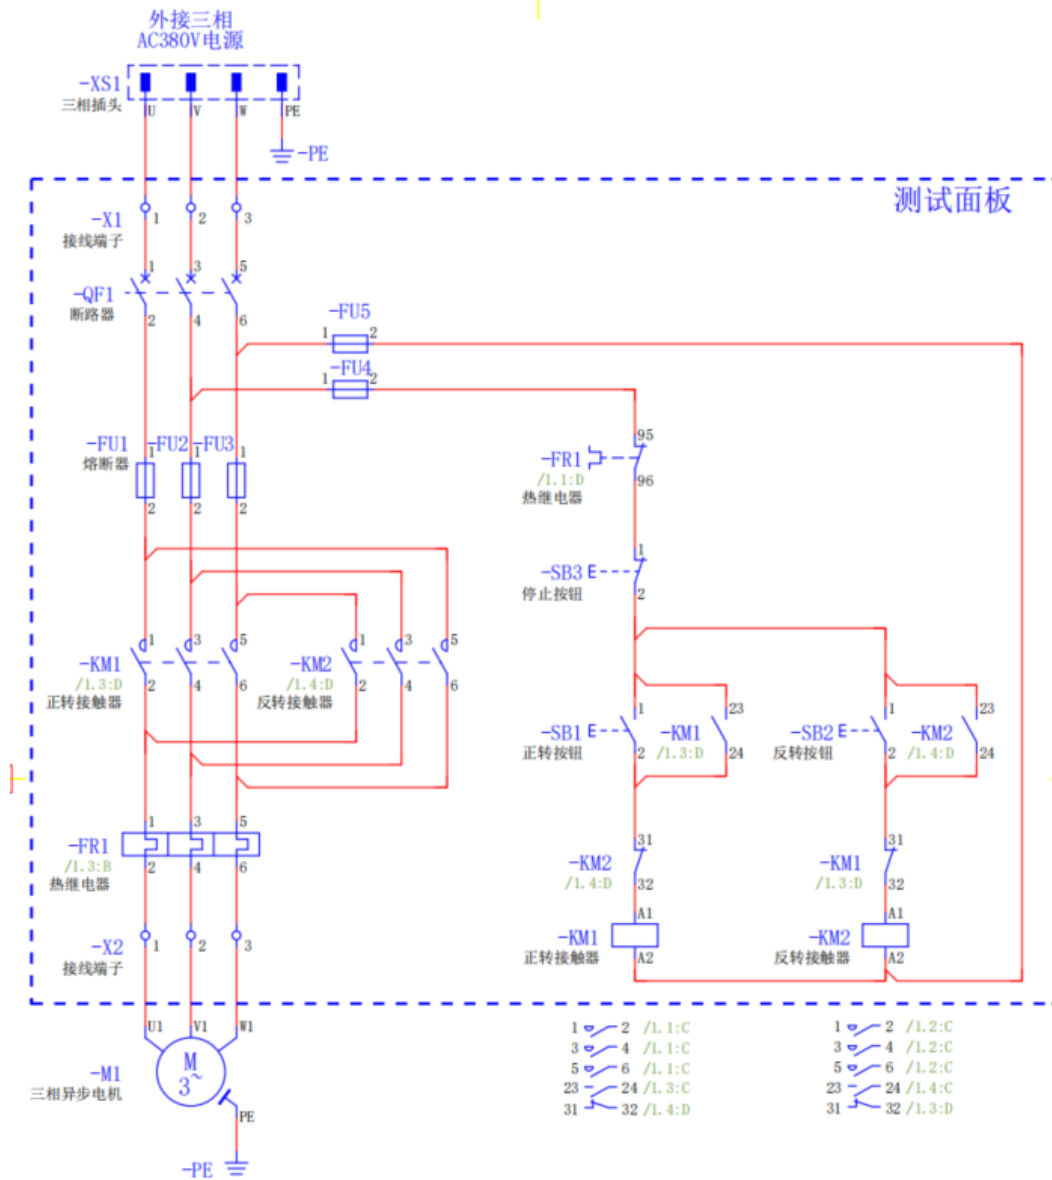 外接三相
AC380V电源
-XS1
三相插头
U V W PE
-PE
测试面板
-X1
接线端子
1 2 3
-QF1
断路器
1 3 5
2 4 6
-FU5
1 2
-FU4
1 2
-FU1 -FU2 -FU3
熔断器
1 1 1
2 2 2
95
-FR1
/1.1:D
96
热继电器
1
-SB3
停止按钮
2
-KM1
/1.3:D
正转接触器
1 3 5
2 4 6
-KM2
/1.4:D
反转接触器
1 3 5
2 4 6
-SB1
正转按钮
1
2
-KM1
/1.3:D
23
24
-SB2
反转按钮
1
2
-KM2
/1.4:D
23
24
-FR1
/1.3:B
热继电器
1 3 5
2 4 6
-KM2
/1.4:D
31
32
-KM1
/1.3:D
31
32
-KM1
正转接触器
A1
A2
-KM2
反转接触器
A1
A2
-X2
接线端子
1 2 3
U1 V1 W1
M
3~
-M1
三相异步电机
PE
-PE
1 2 /1.1:C
3 4 /1.1:C
5 6 /1.1:C
23 24 /1.3:C
31 32 /1.4:D
1 2 /1.2:C
3 4 /1.2:C
5 6 /1.2:C
23 24 /1.4:C
31 32 /1.3:D